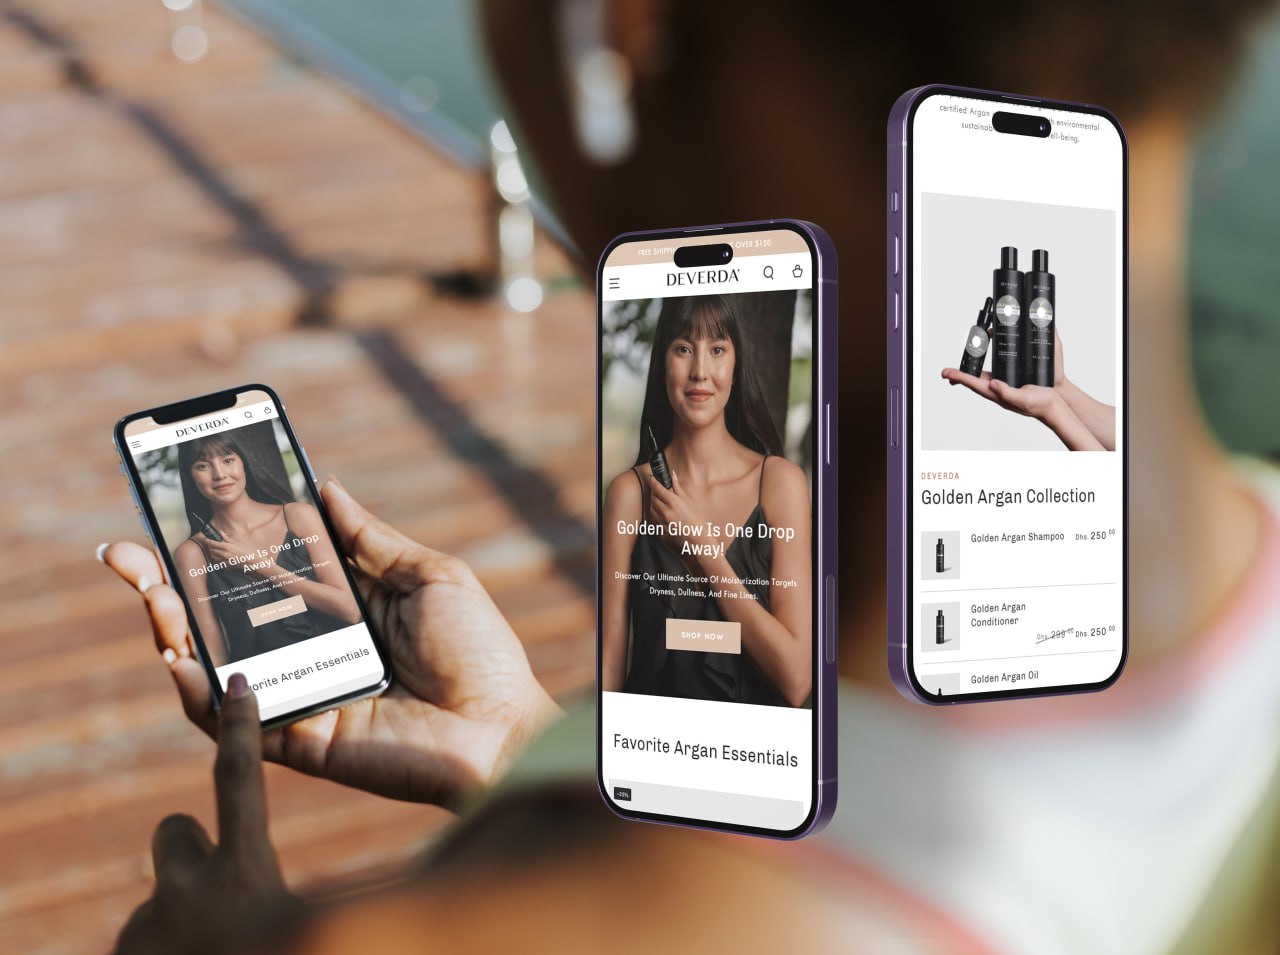 DEVERDA
Golden Glow Is One Drop
Away!
Discover Our Ultimate Source Of Moisturization Targets
Dryness, Dullness, And Fine Lines.
SHOP NOW
orite Argan Essentials
FREE SHIPPI OVER $150
DEVERDA
Golden Glow Is One Drop
Away!
Discover Our Ultimate Source Of Moisturization Targets
Dryness, Dullness, And Fine Lines.
SHOP NOW
Favorite Argan Essentials
-25%
certified Argan h environmental
sustainab ell-being.
DEVERDA
DEVERDA
DEVERDA
Golden Argan Collection
Golden Argan Shampoo Dhs. 250.00
Golden Argan
Conditioner
Dhs. 299.00 Dhs. 250.00
Golden Argan Oil